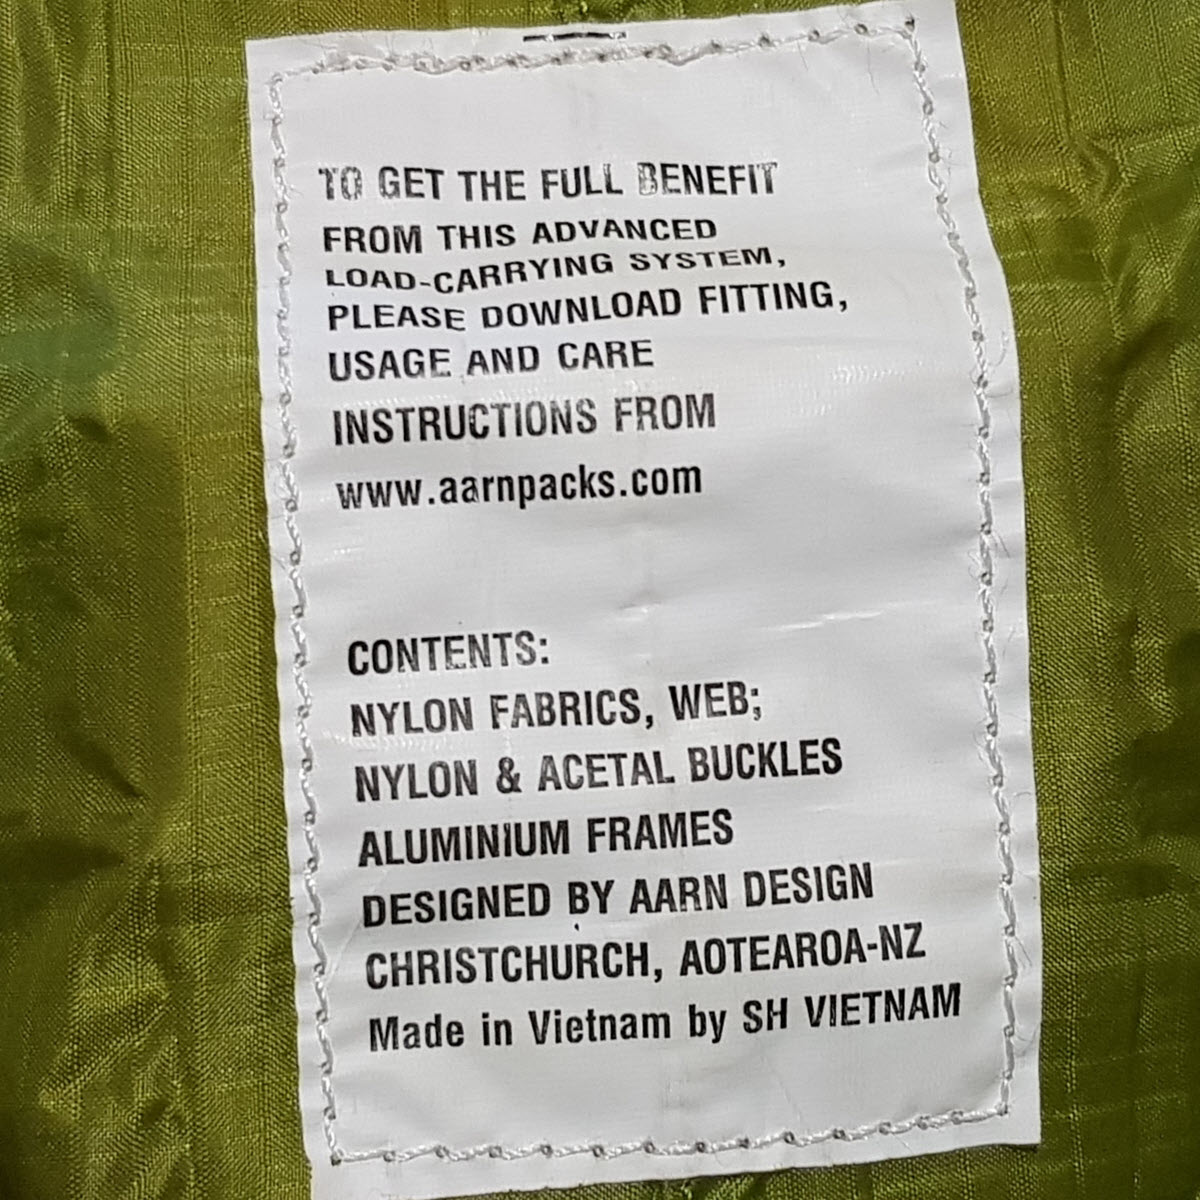 TO GET THE FULL BENEFIT
FROM THIS ADVANCED
LOAD-CARRYING SYSTEM,
PLEASE DOWNLOAD FITTING,
USAGE AND CARE
INSTRUCTIONS FROM
www.aarnpacks.com
CONTENTS:
NYLON FABRICS, WEB;
NYLON & ACETAL BUCKLES
ALUMINIUM FRAMES
DESIGNED BY AARN DESIGN
CHRISTCHURCH, AOTEAROA-NZ
Made in Vietnam by SH VIETNAM